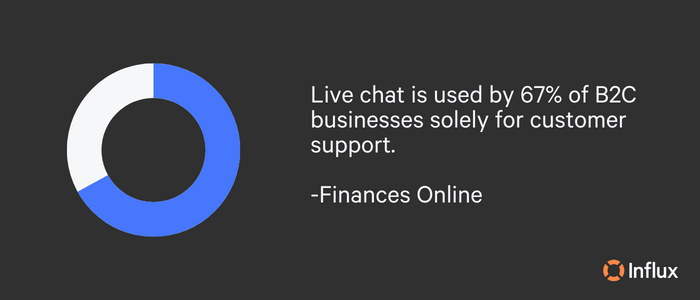 Live chat is used by 67% of B2C
businesses solely for customer
support.
-Finances Online
Influx